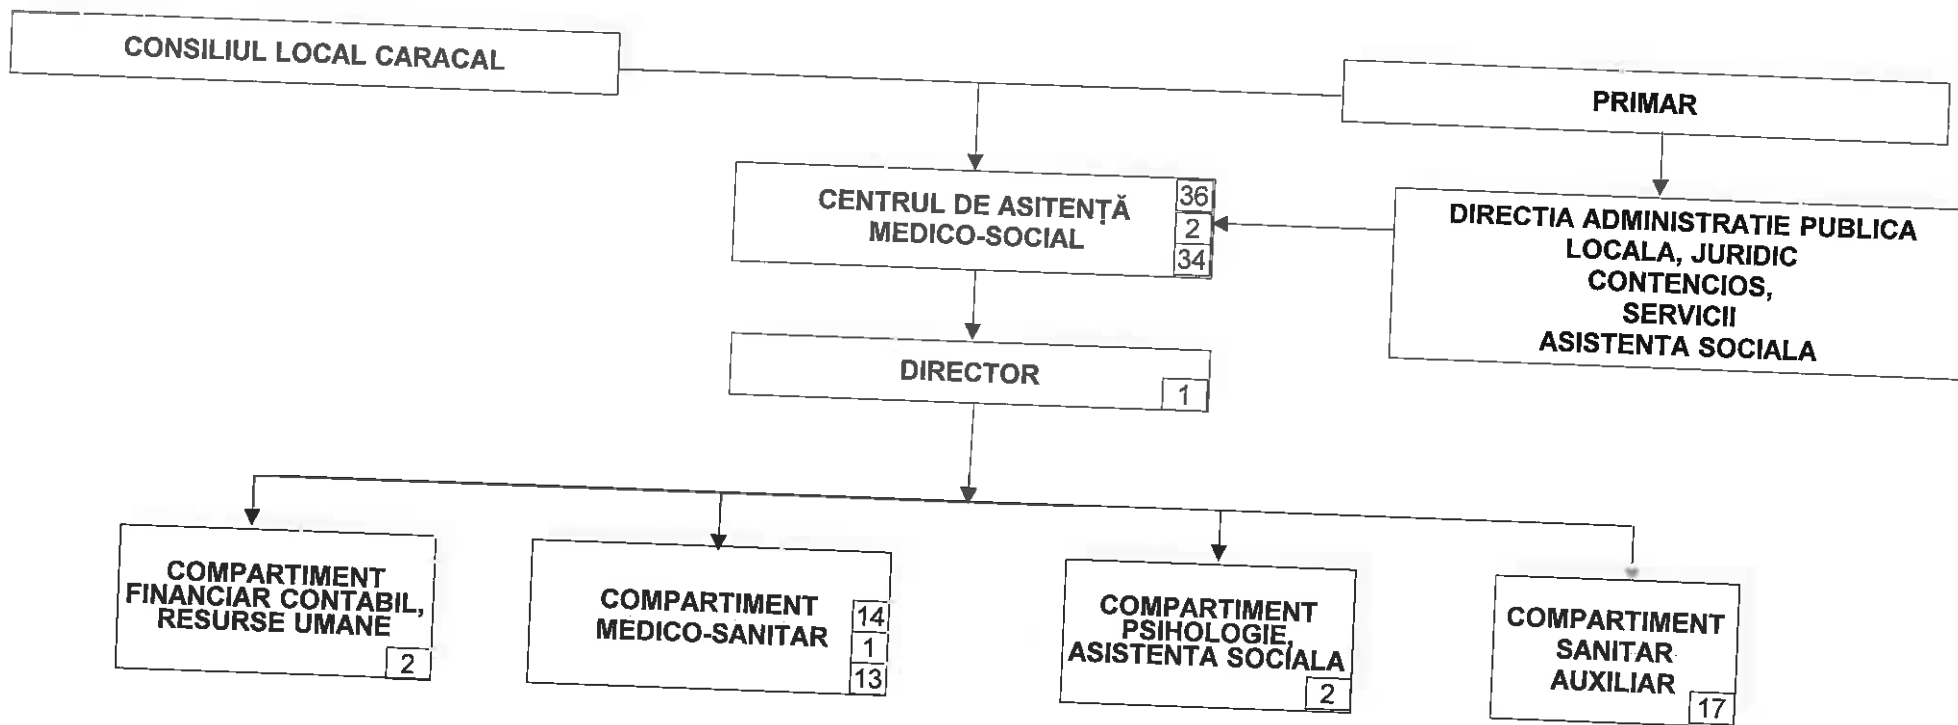 CONSILIUL LOCAL CARACAL
PRIMAR
CENTRUL DE ASITENȚĂ
MEDICO-SOCIAL
36
2
34
DIRECTIA ADMINISTRATIE PUBLICA
LOCALA, JURIDIC
CONTENCIOS,
SERVICII
ASISTENTA SOCIALA
DIRECTOR
1
COMPARTIMENT
FINANCIAR CONTABIL,
RESURSE UMANE
2
COMPARTIMENT
MEDICO-SANITAR
14
1
13
COMPARTIMENT
PSIHOLOGIE,
ASISTENTA SOCIALA
2
COMPARTIMENT
SANITAR
AUXILIAR
17